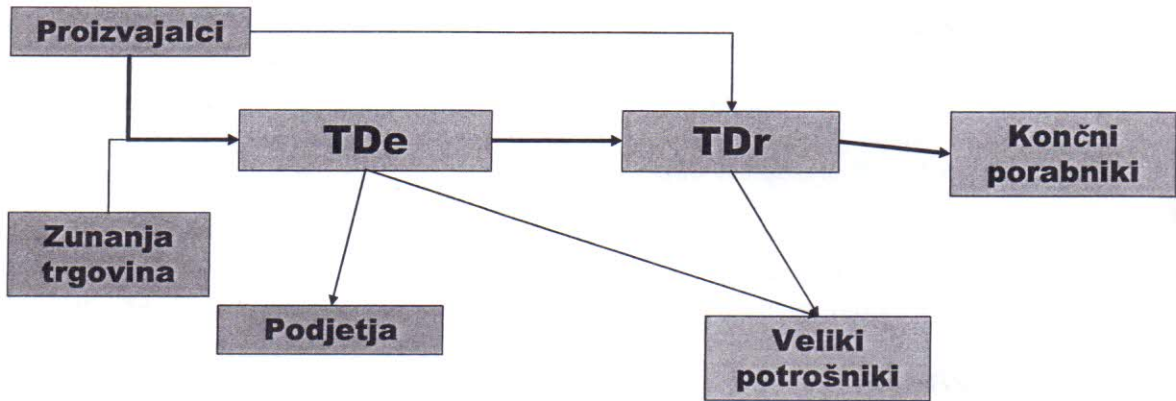 Proizvajalci
TDe
TDr
Končni
porabniki
Zunanja
trgovina
Podjetja
Veliki
potrošniki